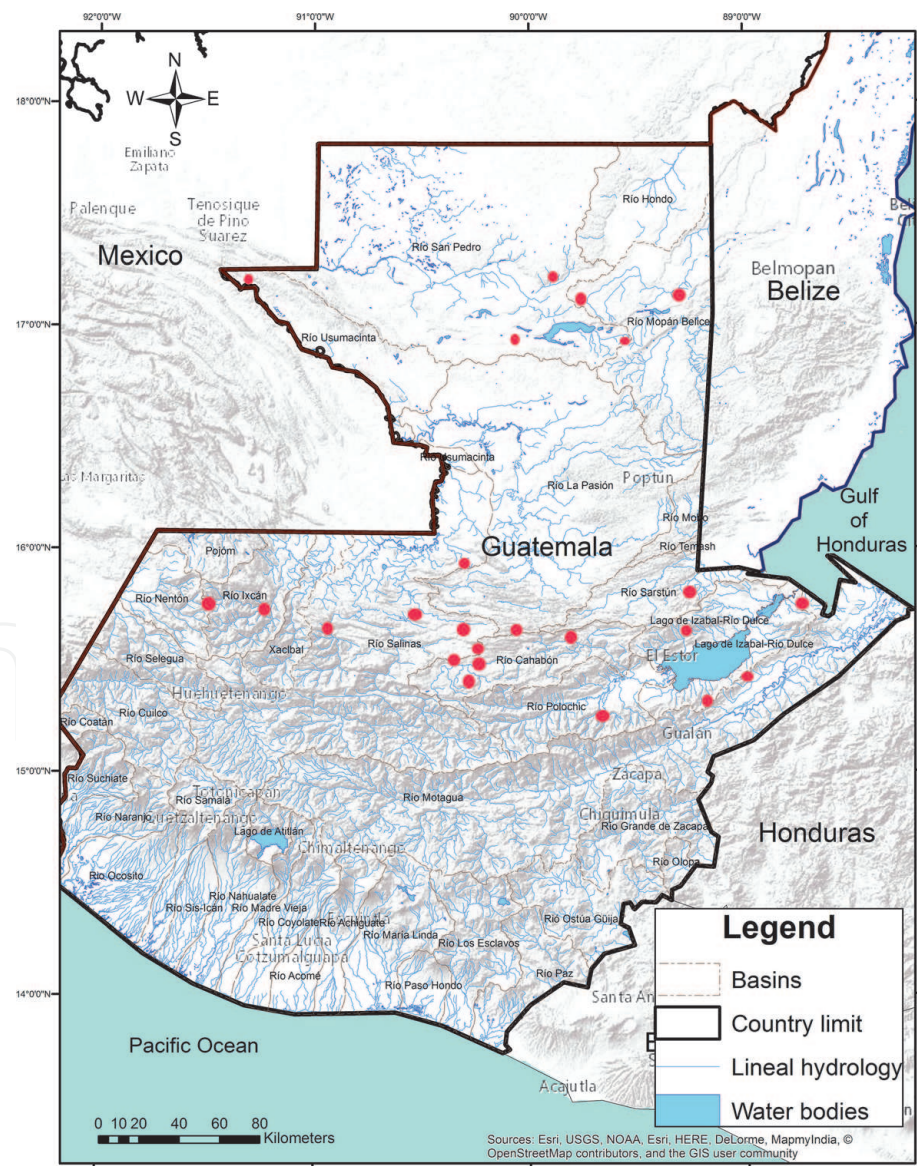 92°0'0"W
91°0'0"W
90°0'0"W
89°0'0"W
18°0'0"N
17°0'0"N
16°0'0"N
15°0'0"N
14°0'0"N
N
W
E
S
Emiliano
Zapata
Palenque
Tenosique
de Pino
Suarez
Mexico
Río Hondo
Río San Pedro
Belmopan
Belize
Río Mopán Belice
Río Usumacinta
Río Usumacinta
as Margaritas
Río La Pasión
Poptún
Gulf
of
Honduras
Río Moho
Río Temash
Guatemala
Pojóm
Río Nentón
Río Ixcán
Río Sarstún
Xaclbal
Río Salinas
Lago de Izabal-Río Dulce
Lago de Izabal-Río Dulce
El Estor
Río Cahabón
Río Selegua
Huehuetenango
Río Polochic
Río Coatán
Río Cuilco
Gualán
Río Suchiate
Totonicapán
Río Samalá
Río Naranjo
Quetzaltenango
Río Motagua
Zacapa
Chiquimula
Río Grande de Zacapa
Lago de Atitlán
Chimaltenango
Honduras
Río Olopa
Río Ocosito
Río Nahualate
Río Sis-Icán
Río Madre Vieja
Río Coyolate
Río Achiguate
Escuintla
Río Ostúa Güija
Santa Lucía
Cotzumalguapa
Río María Linda
Río Los Esclavos
Río Acomé
Río Paso Hondo
Río Paz
Santa An
Pacific Ocean
Acajutla
Legend
Basins
Country limit
Lineal hydrology
Water bodies
0 10 20 40 60 80
Kilometers
Sources: Esri, USGS, NOAA, Esri, HERE, DeLorme, MapmyIndia, ©
OpenStreetMap contributors, and the GIS user community